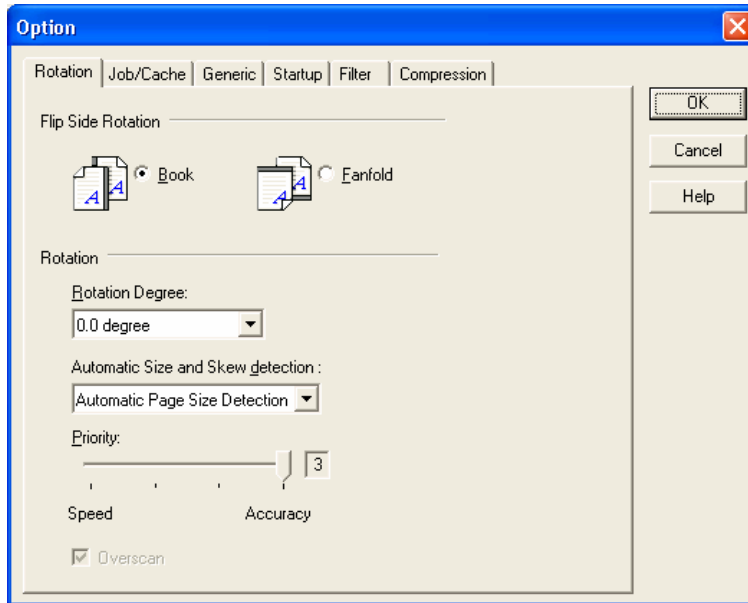 Option
Rotation Job/Cache Generic Startup Filter Compression
OK
Cancel
Help
Flip Side Rotation
A A Book A A Fanfold
Rotation
Rotation Degree:
0.0 degree
Automatic Size and Skew detection :
Automatic Page Size Detection
Priority:
3
Speed Accuracy
Overscan